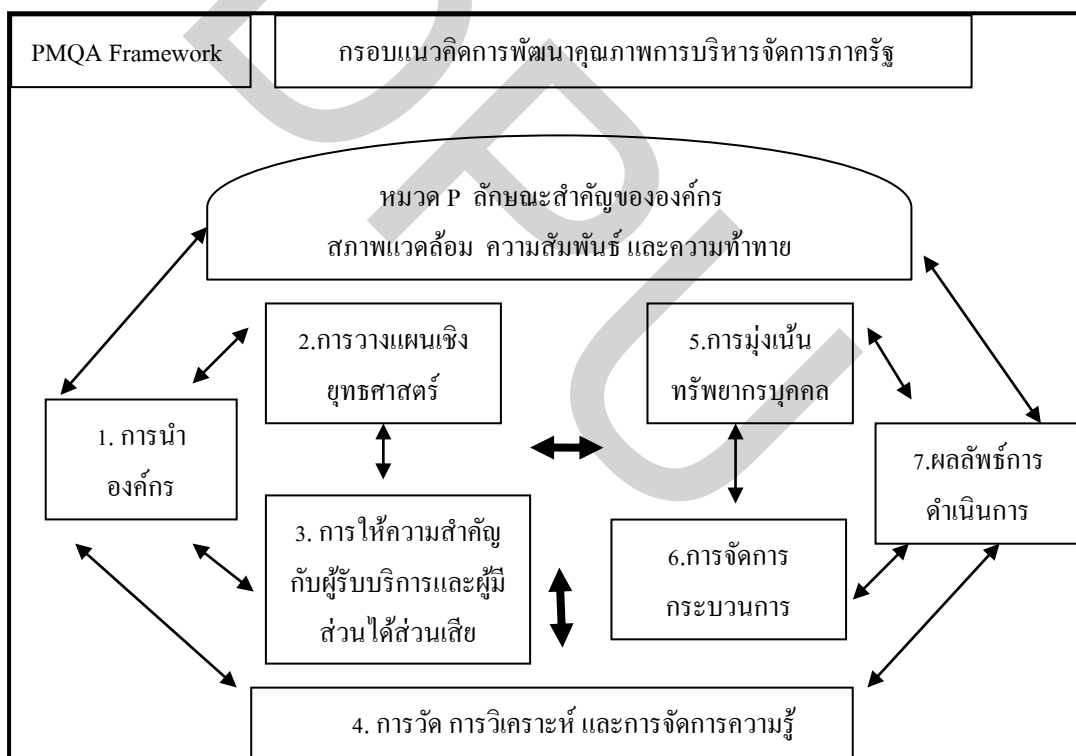 PMQA Framework
กรอบแนวคิดการพัฒนาคุณภาพการบริหารจัดการภาครัฐ
หมวด P ลักษณะสำคัญขององค์กร
สภาพแวดล้อม ความสัมพันธ์ และความท้าทาย
2.การวางแผนเชิง
ยุทธศาสตร์
5.การมุ่งเน้น
ทรัพยากรบุคคล
1. การนำ
องค์กร
7.ผลลัพธ์การ
ดำเนินการ
3. การให้ความสำคัญ
กับผู้รับบริการและผู้มี
ส่วนได้ส่วนเสีย
6.การจัดการ
กระบวนการ
4. การวัด การวิเคราะห์ และการจัดการความรู้
DPU